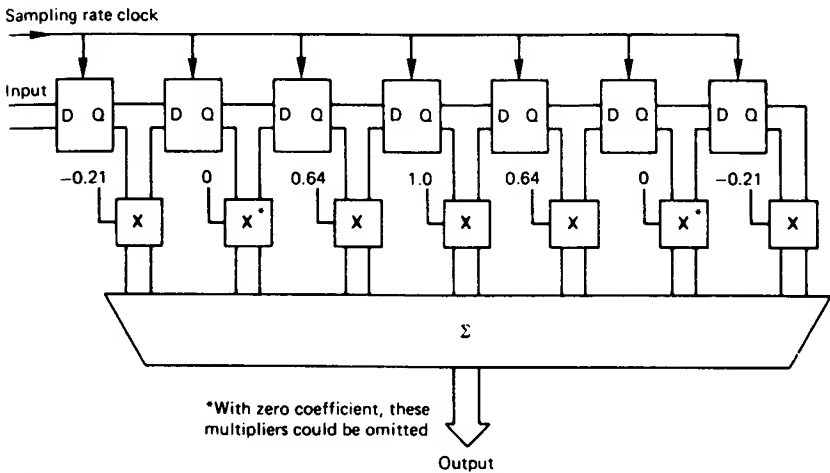 Sampling rate clock
Input
D Q D Q D Q D Q D Q D Q D Q
−0.21 0 0.64 1.0 0.64 0 −0.21
X X* X X X X* X
Σ
*With zero coefficient, these
multipliers could be omitted
Output